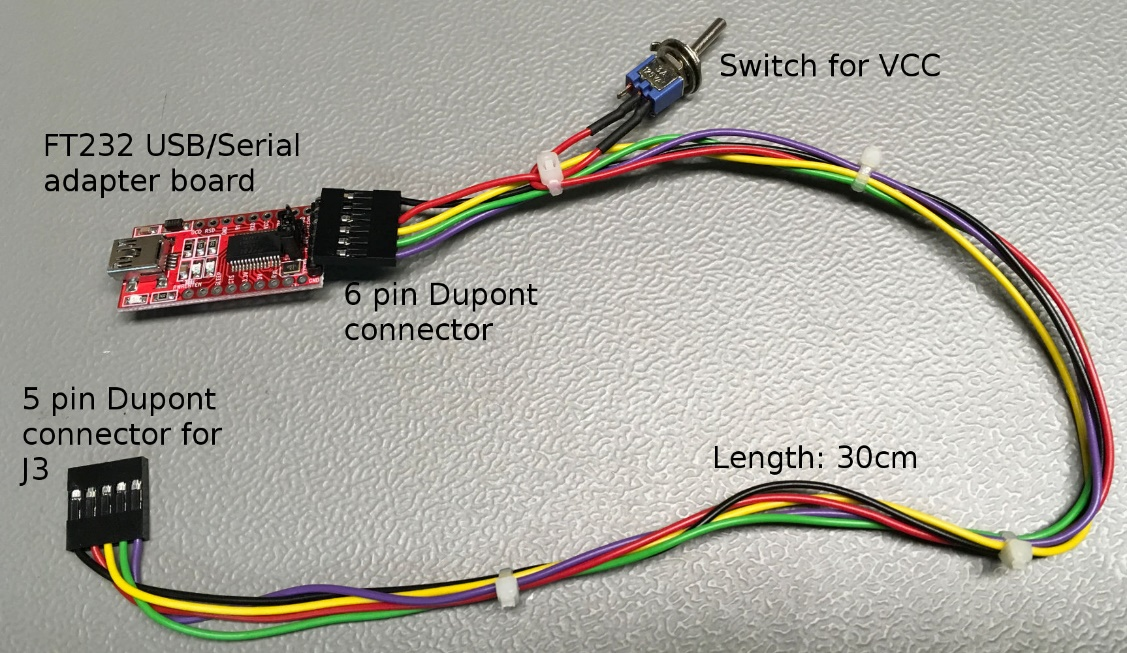 Switch for VCC
FT232 USB/Serial
adapter board
6 pin Dupont
connector
5 pin Dupont
connector for
J3
Length: 30cm
GND